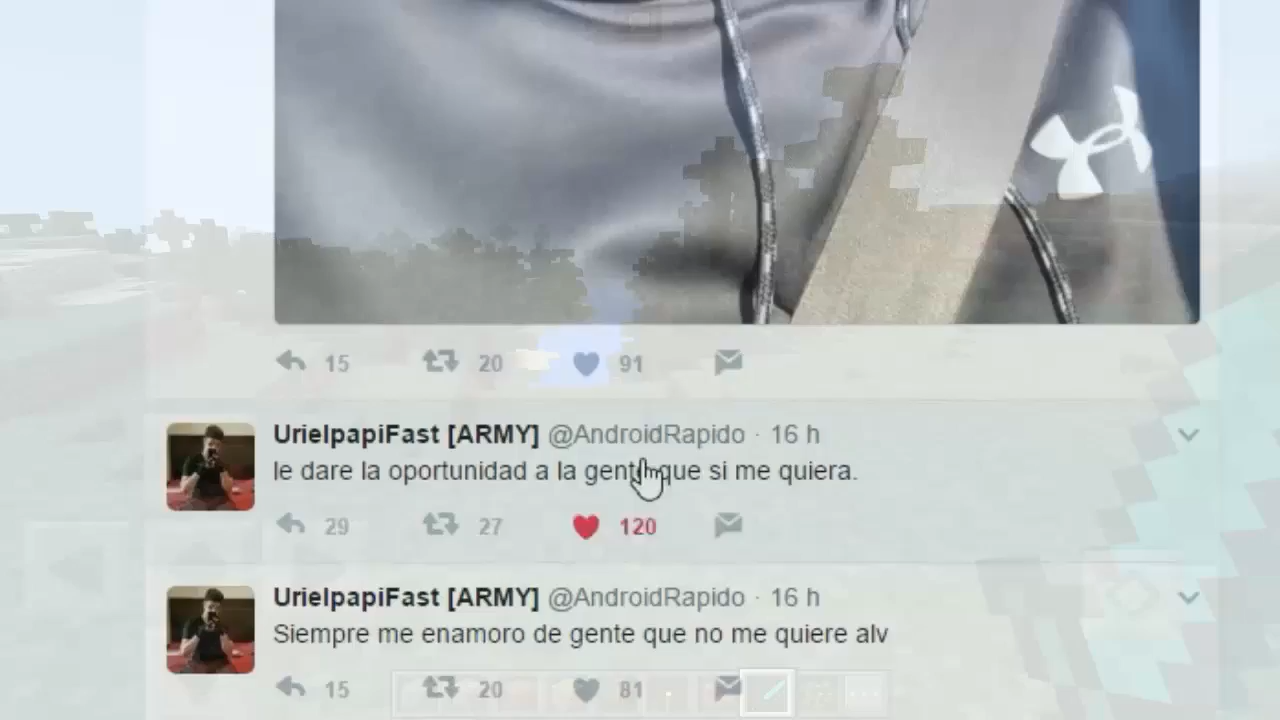 15 20 91
UrielpapiFast [ARMY] @AndroidRapido · 16 h
le dare la oportunidad a la gente que si me quiera.
29 27 120
UrielpapiFast [ARMY] @AndroidRapido · 16 h
Siempre me enamoro de gente que no me quiere alv
15 20 81